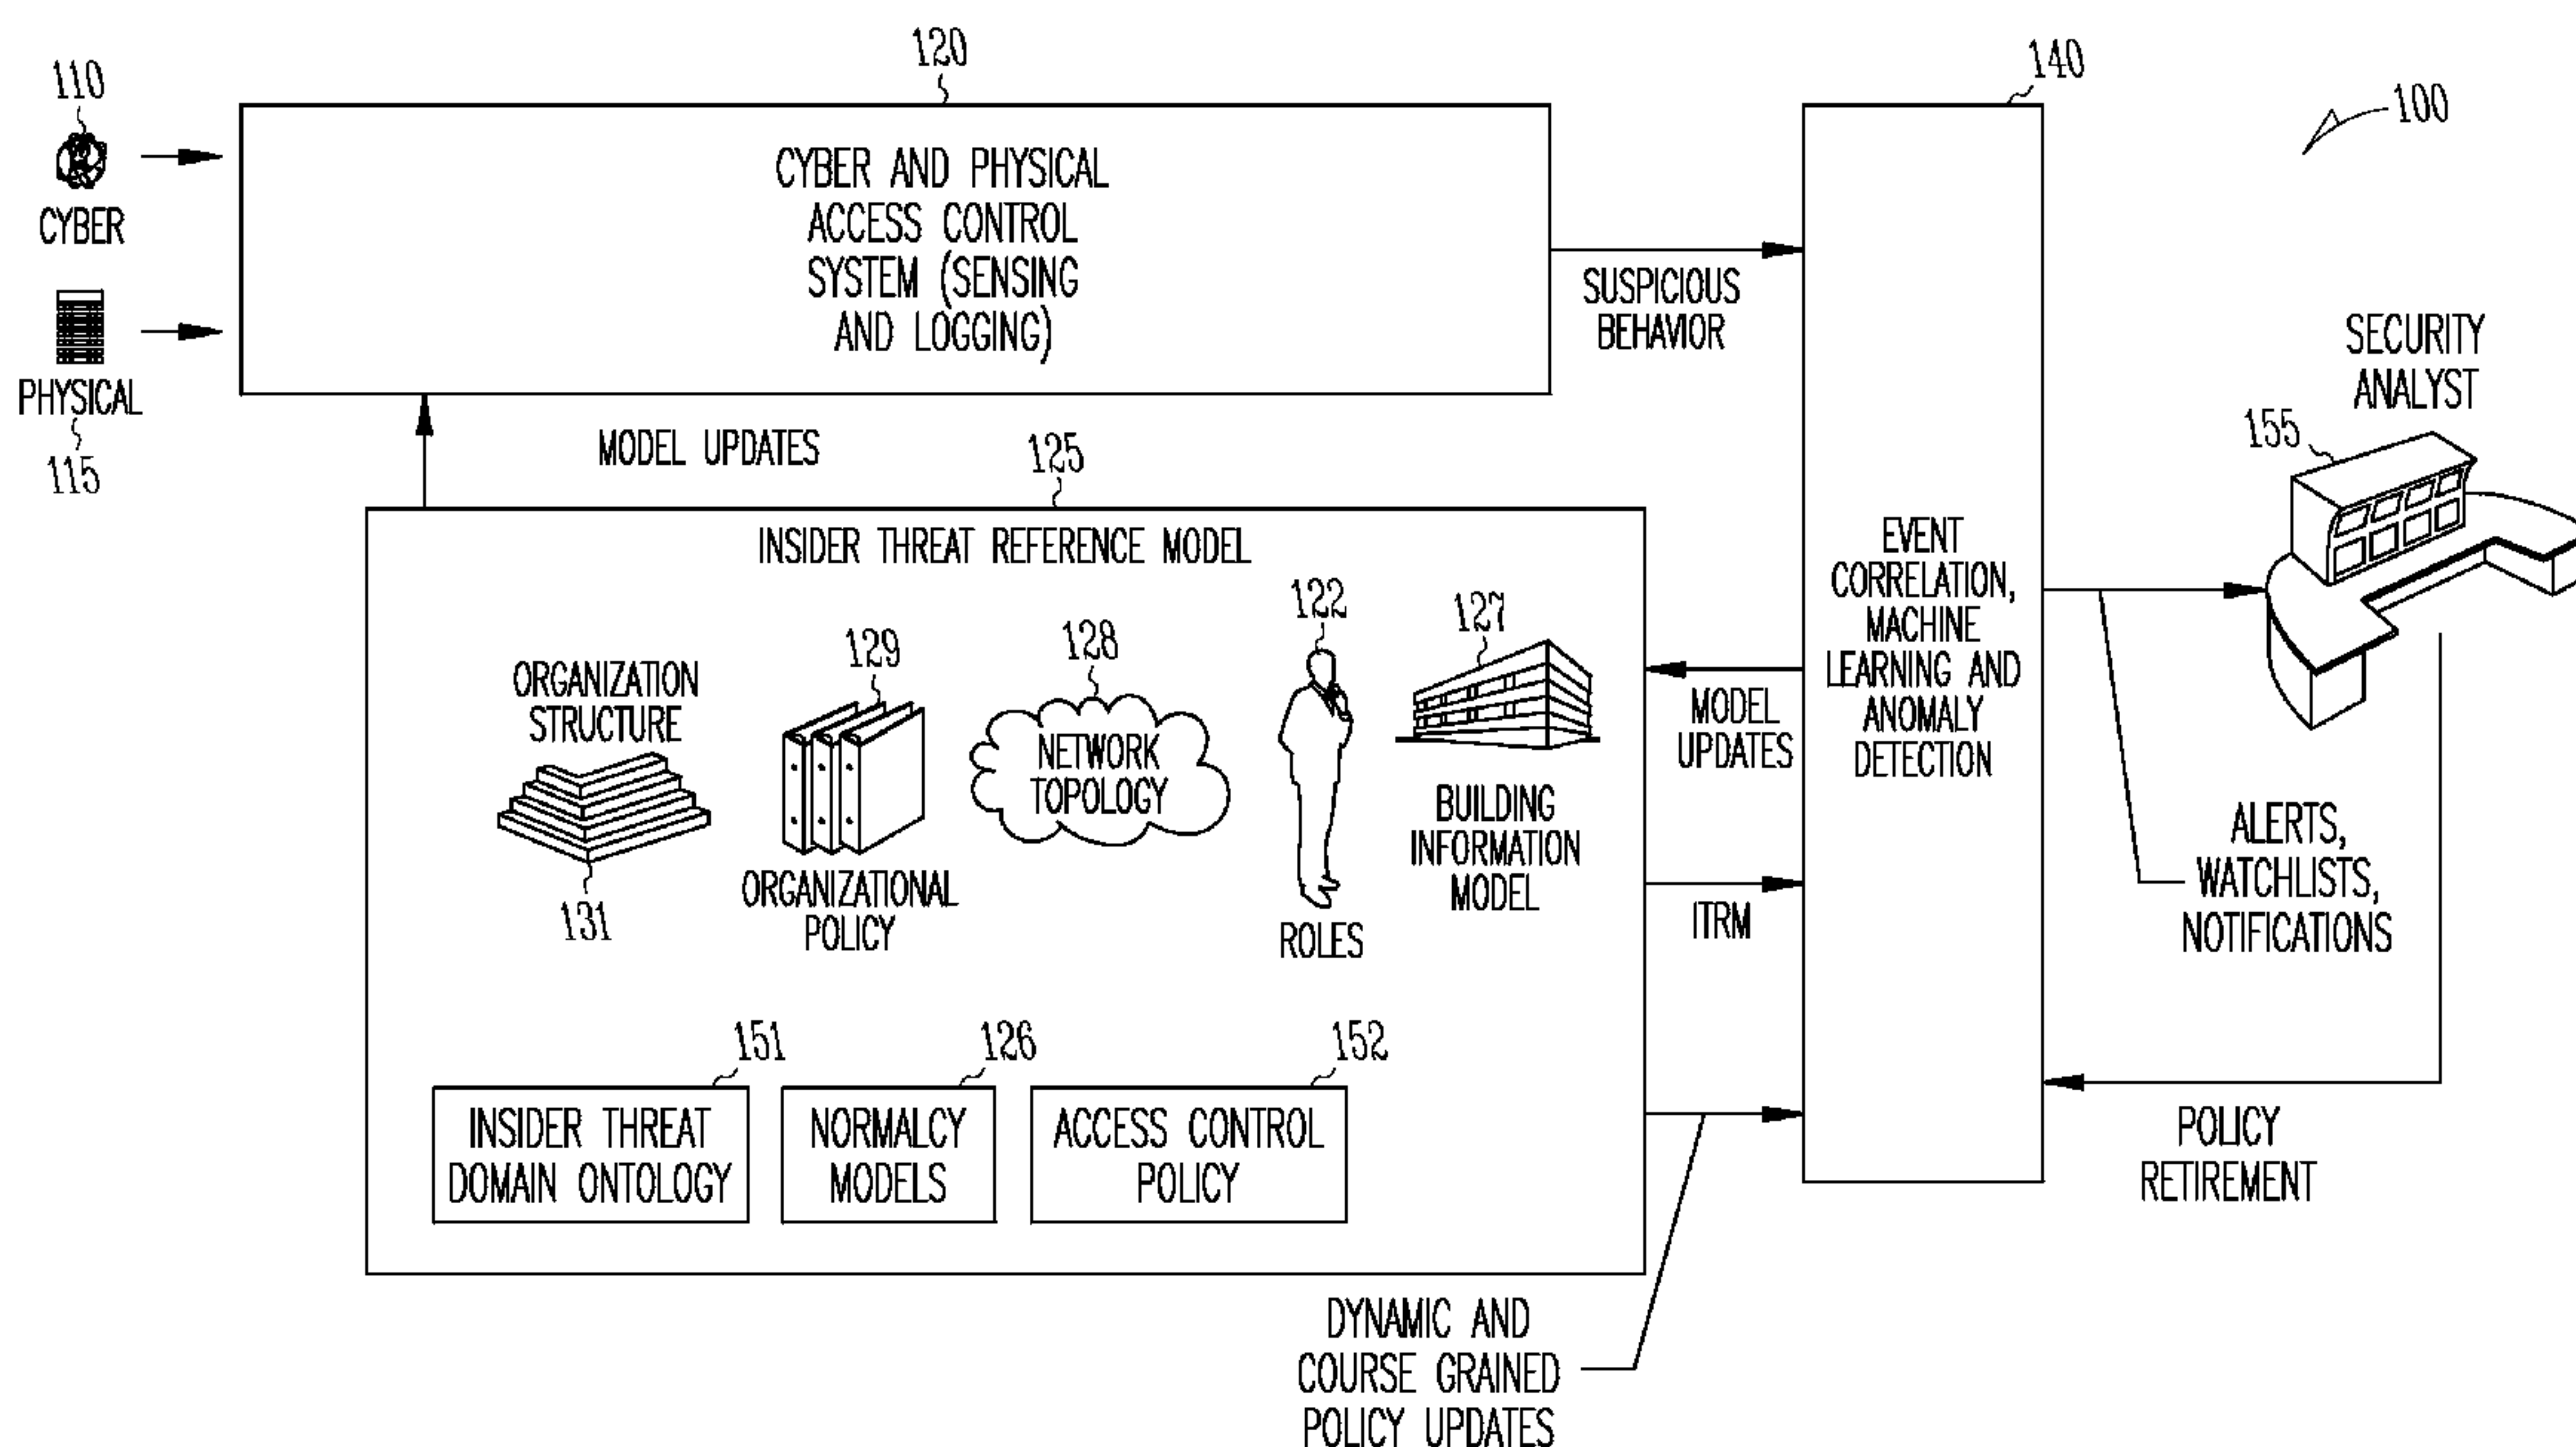 120
140
110
100
CYBER AND PHYSICAL
ACCESS CONTROL
SYSTEM (SENSING
AND LOGGING)
CYBER
PHYSICAL
115
SUSPICIOUS
BEHAVIOR
SECURITY
ANALYST
155
MODEL UPDATES
125
INSIDER THREAT REFERENCE MODEL
EVENT
CORRELATION,
MACHINE
LEARNING AND
ANOMALY
DETECTION
ORGANIZATION
STRUCTURE
131
129
ORGANIZATIONAL
POLICY
128
NETWORK
TOPOLOGY
122
ROLES
127
BUILDING
INFORMATION
MODEL
MODEL
UPDATES
ITRM
ALERTS,
WATCHLISTS,
NOTIFICATIONS
151
INSIDER THREAT
DOMAIN ONTOLOGY
126
NORMALCY
MODELS
152
ACCESS CONTROL
POLICY
POLICY
RETIREMENT
DYNAMIC AND
COURSE GRAINED
POLICY UPDATES